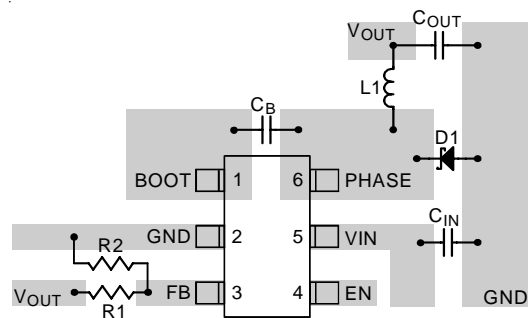 COUT
VOUT
L1
CB
D1
BOOT 1 6 PHASE
CIN
GND 2 5 VIN
R2
VOUT FB 3 4 EN GND
R1